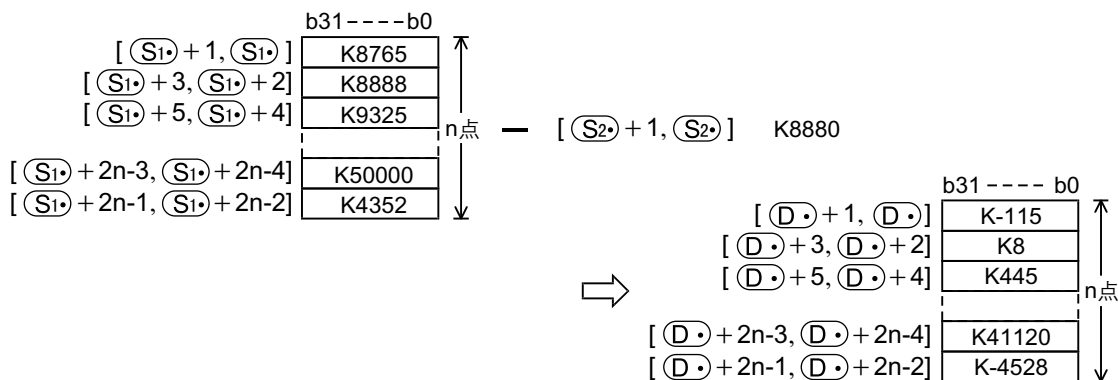 b31----b0
[ S1• + 1, S1• ] K8765
[ S1• + 3, S1• + 2] K8888
[ S1• + 5, S1• + 4] K9325
n点 — [ S2• + 1, S2• ] K8880
[ S1• + 2n-3, S1• + 2n-4] K50000
[ S1• + 2n-1, S1• + 2n-2] K4352
b31 ---- b0
[ D • + 1, D • ] K-115
[ D • + 3, D • + 2] K8
[ D • + 5, D • + 4] K445
n点
[ D • + 2n-3, D • + 2n-4] K41120
[ D • + 2n-1, D • + 2n-2] K-4528